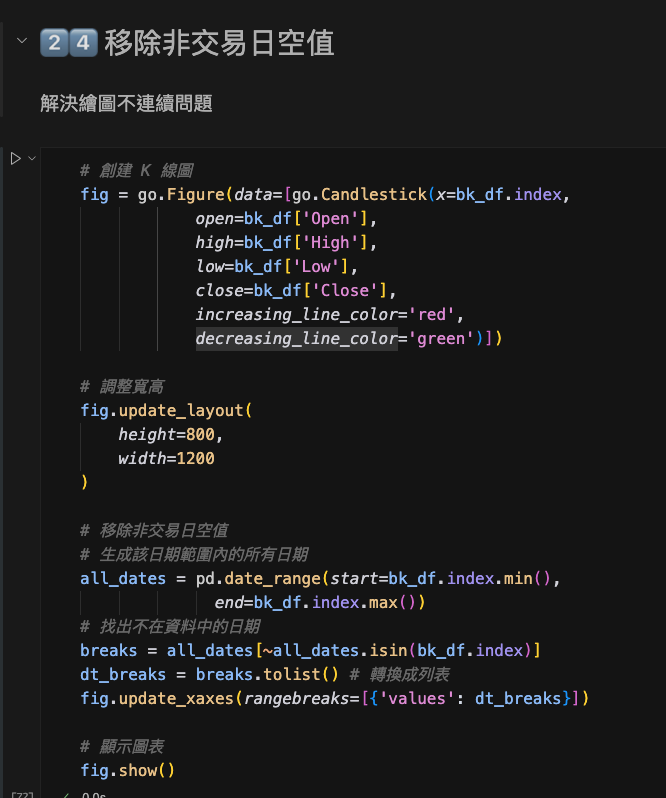 24 移除非交易日空值
解決繪圖不連續問題
# 創建 K 線圖
fig = go.Figure(data=[go.Candlestick(x=bk_df.index,
open=bk_df['Open'],
high=bk_df['High'],
low=bk_df['Low'],
close=bk_df['Close'],
increasing_line_color='red',
decreasing_line_color='green')])
# 調整寬高
fig.update_layout(
height=800,
width=1200
)
# 移除非交易日空值
# 生成該日期範圍內的所有日期
all_dates = pd.date_range(start=bk_df.index.min(),
end=bk_df.index.max())
# 找出不在資料中的日期
breaks = all_dates[~all_dates.isin(bk_df.index)]
dt_breaks = breaks.tolist() # 轉換成列表
fig.update_xaxes(rangebreaks=[{'values': dt_breaks}])
# 顯示圖表
fig.show()